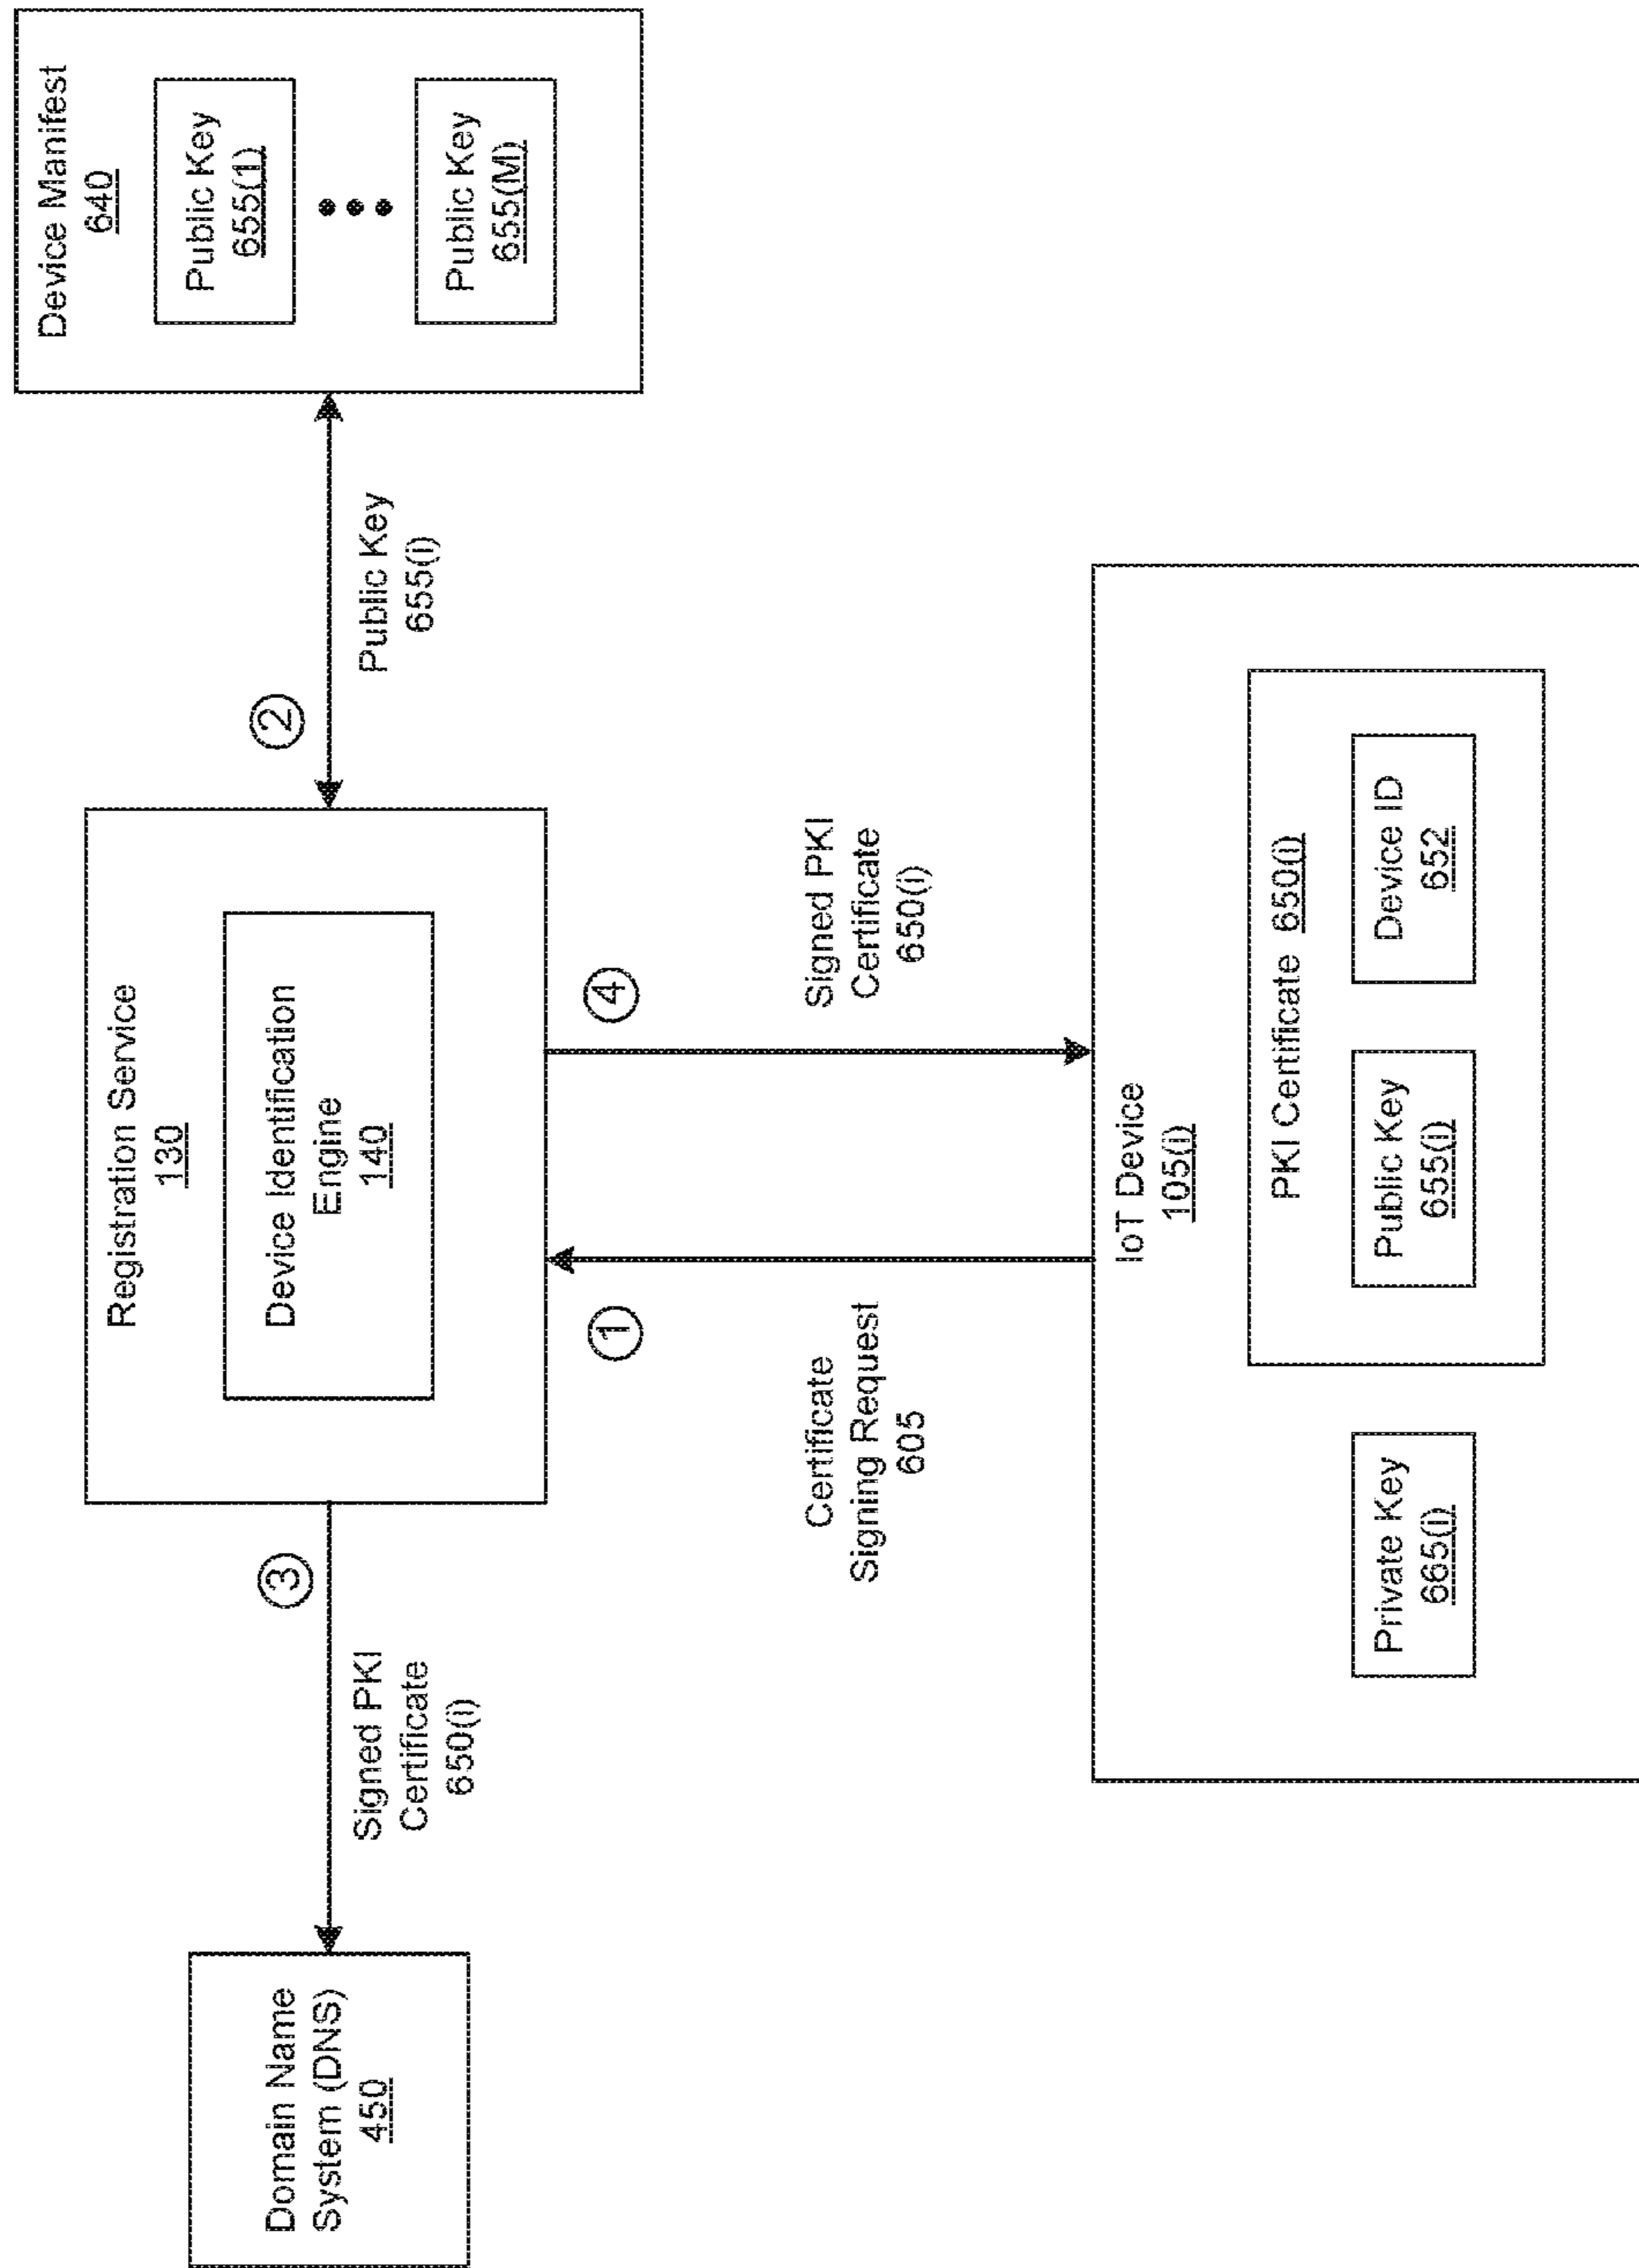 Domain Name
System (DNS)
450
③
Signed PKI
Certificate
650(i)
Registration Service
130
Device Identification
Engine
140
②
Public Key
655(i)
Device Manifest
640
Public Key
655(1)
Public Key
655(M)
①
Certificate
Signing Request
605
④
Signed PKI
Certificate
650(i)
IoT Device
105(i)
Private Key
665(i)
PKI Certificate 650(i)
Public Key
655(i)
Device ID
652